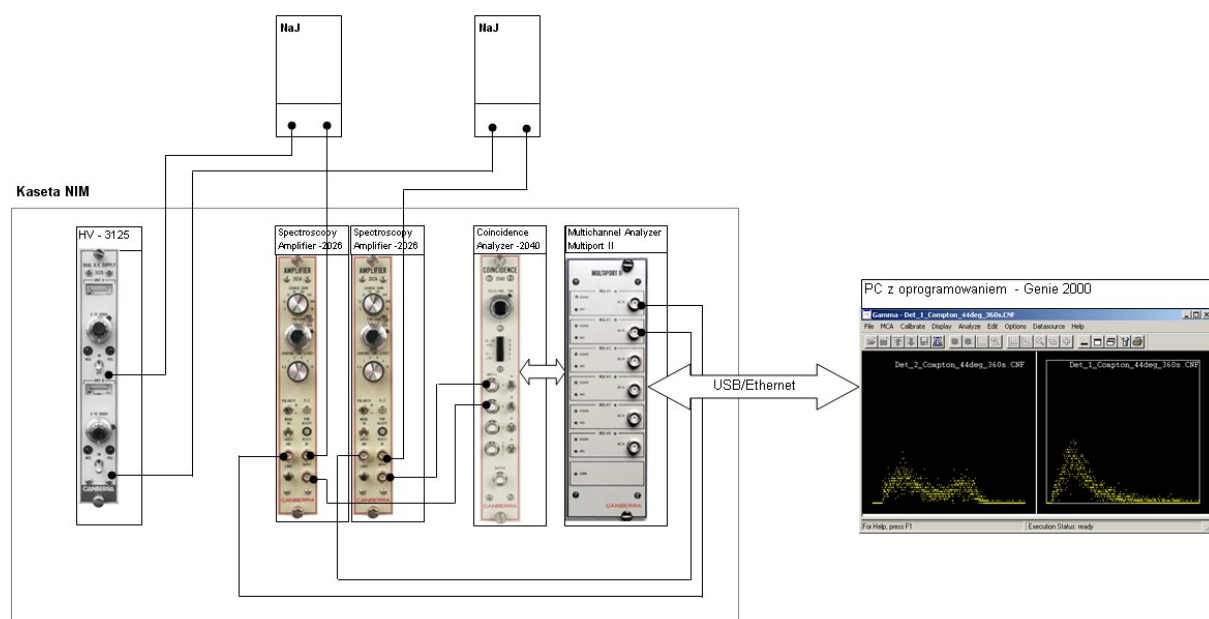 NaJ
NaJ
Kaseta NIM
HV - 3125
Spectroscopy
Amplifier -2026
Spectroscopy
Amplifier -2026
Coincidence
Analyzer -2040
Multichannel Analyzer
Multiport II
AMPLIFIER
2026
AMPLIFIER
2026
COINCIDENCE
2040
MULTIPORT II
CANBERRA
CANBERRA
CANBERRA
CANBERRA
CANBERRA
USB/Ethernet
PC z oprogramowaniem - Genie 2000
Gamma - Det_1_Compton_44deg_360s.CNF
File MCA Calibrate Display Analyze Edit Options Datasource Help
Det_2_Compton_44deg_360s.CNF
Det_1_Compton_44deg_360s.CNF
For Help, press F1
Execution Status: ready